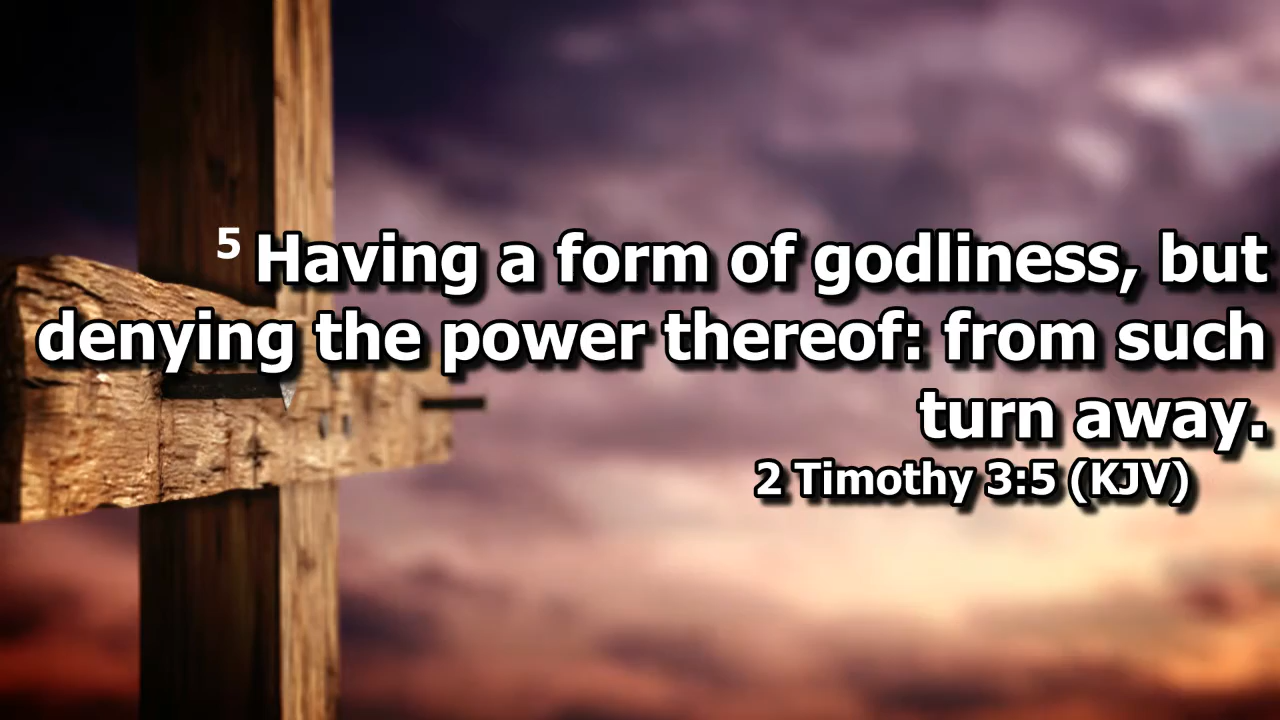 5 Having a form of godliness, but
denying the power thereof: from such
turn away.
2 Timothy 3:5 (KJV)